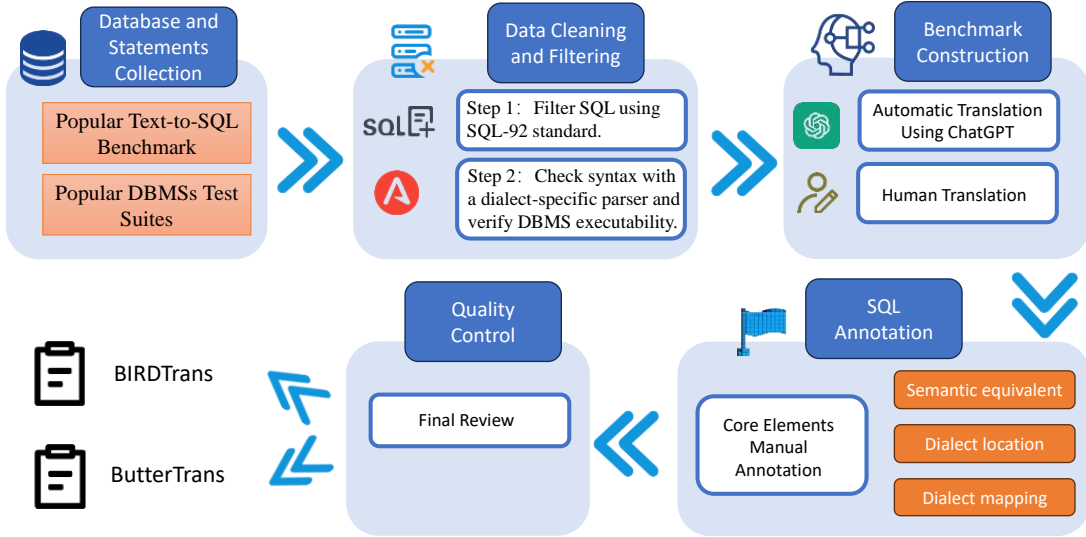 Database and
Statements
Collection
Popular Text-to-SQL
Benchmark
Popular DBMSs Test
Suites
Data Cleaning
and Filtering
sql
Step 1: Filter SQL using
SQL-92 standard.
Step 2: Check syntax with
a dialect-specific parser and
verify DBMS executability.
Benchmark
Construction
Automatic Translation
Using ChatGPT
Human Translation
SQL
Annotation
Core Elements
Manual
Annotation
Semantic equivalent
Dialect location
Dialect mapping
Quality
Control
Final Review
BIRDTrans
ButterTrans